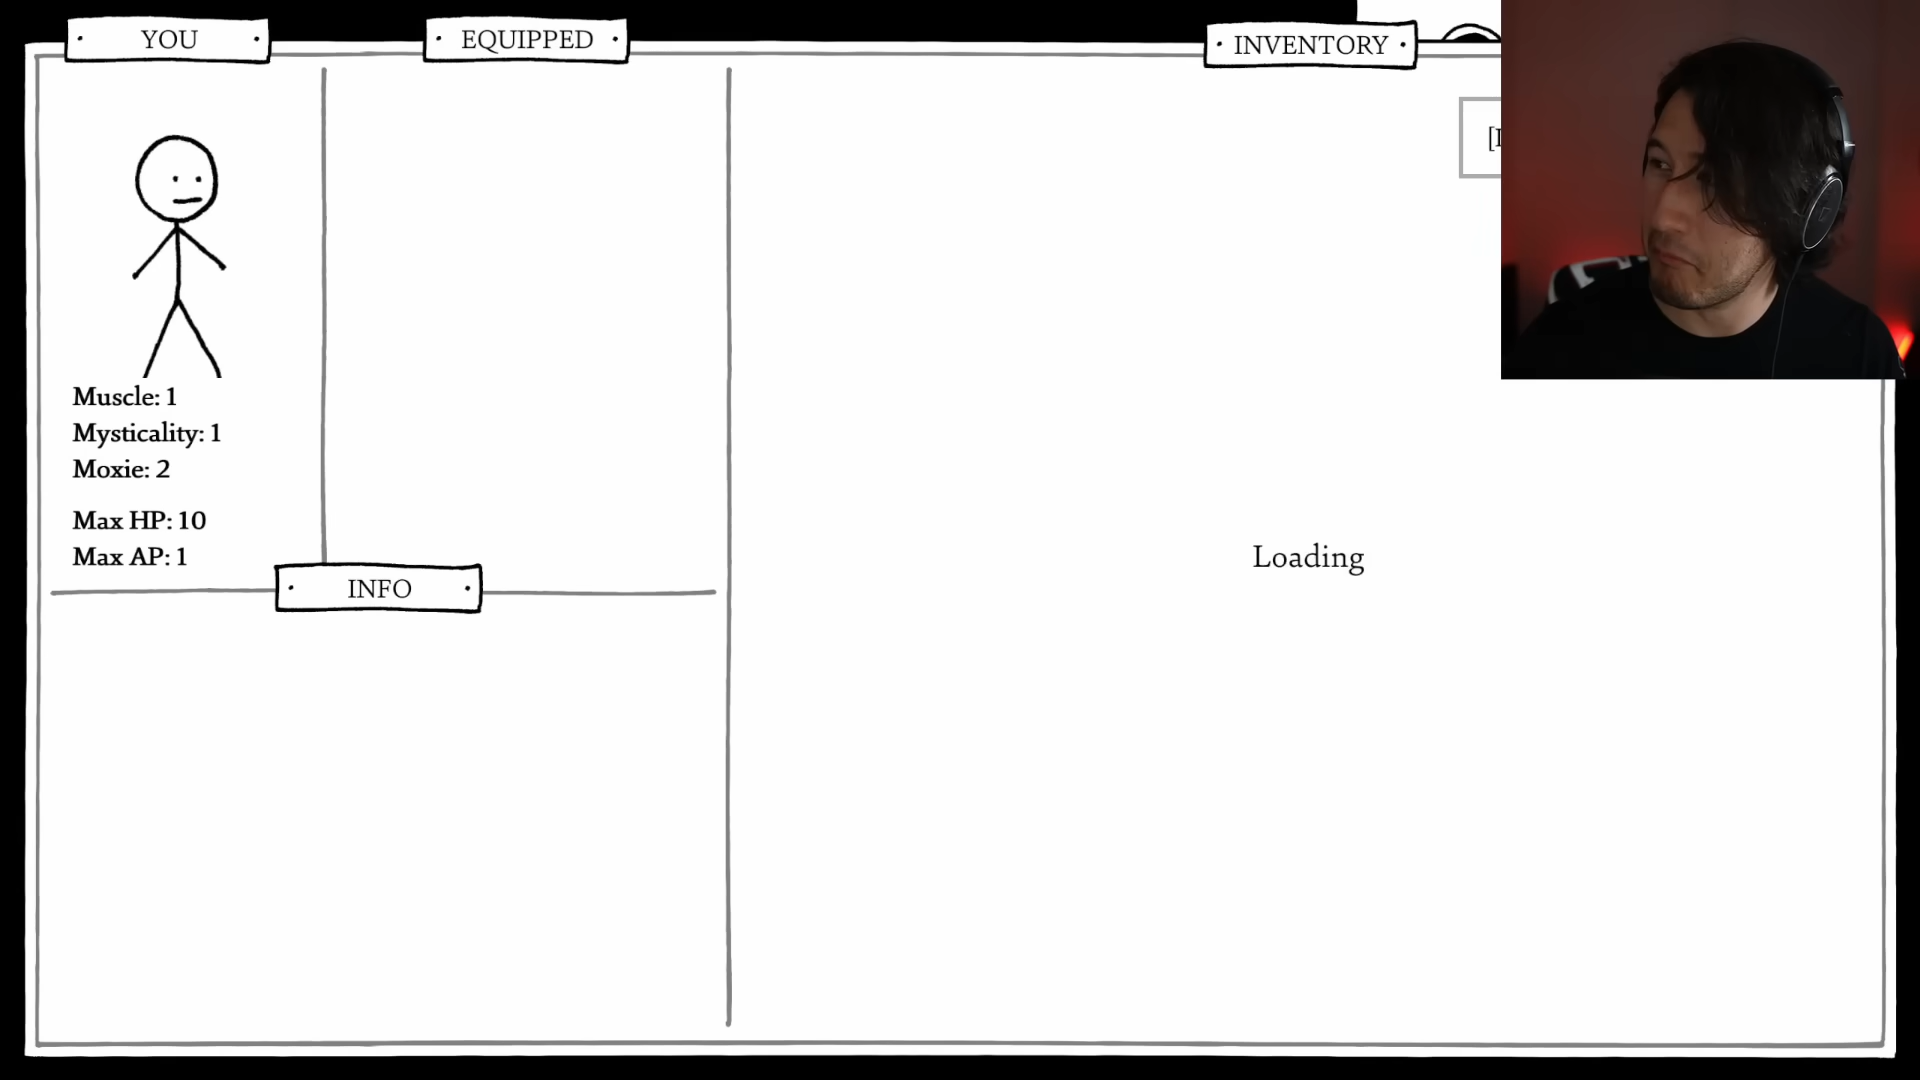 YOU
EQUIPPED
INVENTORY
Muscle: 1
Mysticality: 1
Moxie: 2
Max HP: 10
Max AP: 1
INFO
Loading